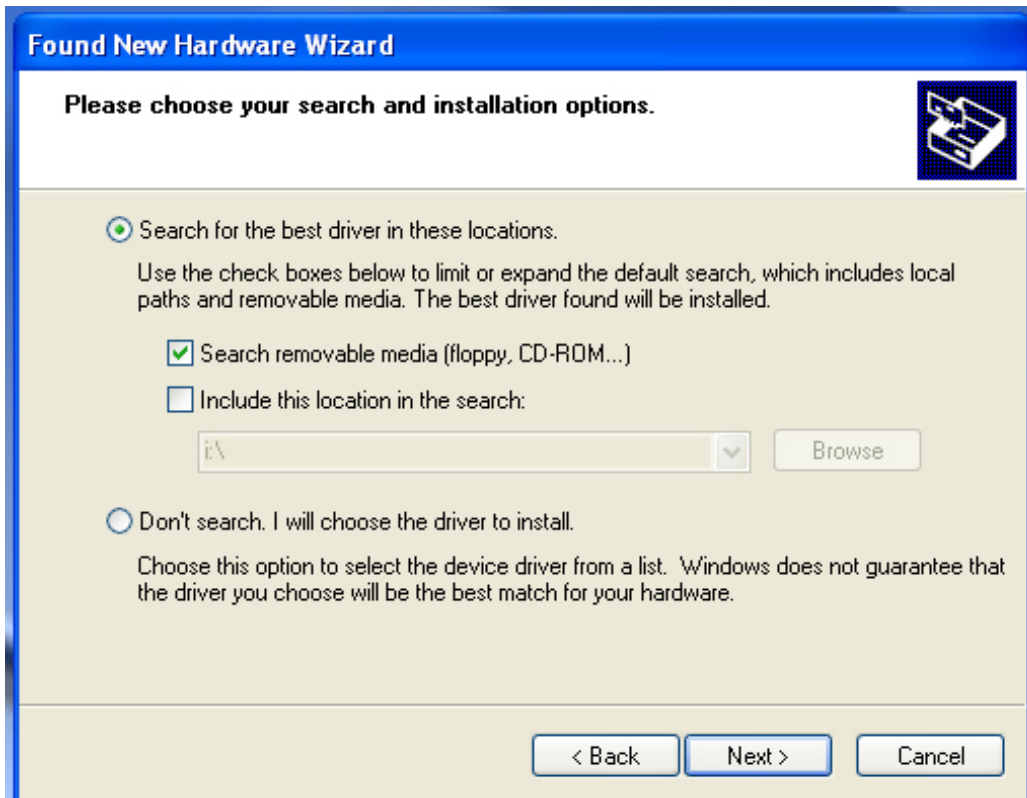 Found New Hardware Wizard
Please choose your search and installation options.
Search for the best driver in these locations.
Use the check boxes below to limit or expand the default search, which includes local
paths and removable media. The best driver found will be installed.
Search removable media (floppy, CD-ROM...)
Include this location in the search:
i:\
Browse
Don't search. I will choose the driver to install.
Choose this option to select the device driver from a list.  Windows does not guarantee that
the driver you choose will be the best match for your hardware.
< Back
Next >
Cancel